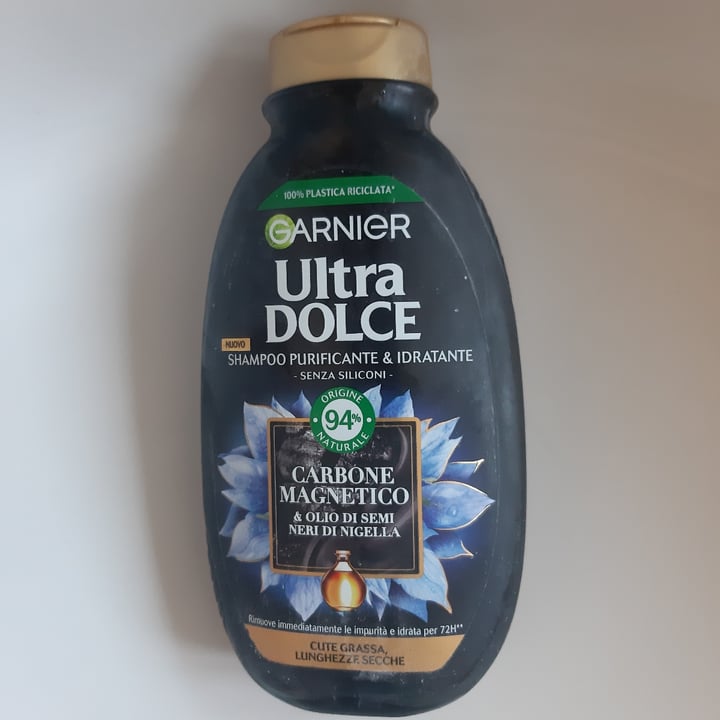 100% PLASTICA RICICLATA*
GARNIER
Ultra
DOLCE
NUOVO
SHAMPOO PURIFICANTE & IDRATANTE
- SENZA SILICONI -
ORIGINE
94%
NATURALE
CARBONE
MAGNETICO
& OLIO DI SEMI
NERI DI NIGELLA
Rimuove immediatamente le impurità e idrata per 72H**
CUTE GRASSA,
LUNGHEZZE SECCHE